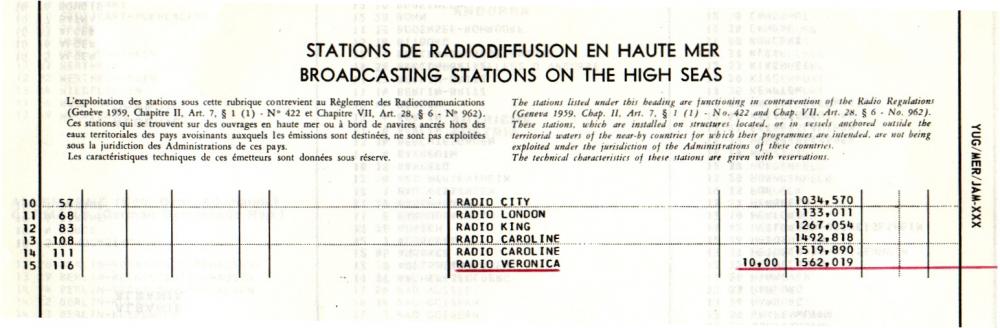 STATIONS DE RADIODIFFUSION EN HAUTE MER
BROADCASTING STATIONS ON THE HIGH SEAS
L'exploitation des stations sous cette rubrique contrevient au Règlement des Radiocommunications
(Genève 1959, Chapitre II, Art. 7, § 1 (1) - N° 422 et Chapitre VII, Art. 28, § 6 - N° 962).
Ces stations qui se trouvent sur des ouvrages en haute mer ou à bord de navires ancrés hors des
eaux territoriales des pays avoisinants auxquels les émissions sont destinées, ne sont pas exploitées
sous la juridiction des Administrations de ces pays.
Les caractéristiques techniques de ces émetteurs sont données sous réserve.
The stations listed under this heading are functioning in contravention of the Radio Regulations
(Geneva 1959, Chap. II, Art. 7, § 1 (1) - No. 422 and Chap. VII, Art. 28, § 6 - No. 962).
These stations, which are installed on structures located, or in vessels anchored outside the
territorial waters of the near-by countries for which their programmes are intended, are not being
exploited under the jurisdiction of the Administrations of these countries.
The technical characteristics of these stations are given with reservations.
YUG/MER/JAM-XXX
10 57 RADIO CITY 1034,570
11 68 RADIO LONDON 1133,011
12 83 RADIO KING 1267,054
13 108 RADIO CAROLINE 1492,818
14 111 RADIO CAROLINE 1519,890
15 116 RADIO VERONICA 10,00 1562,019